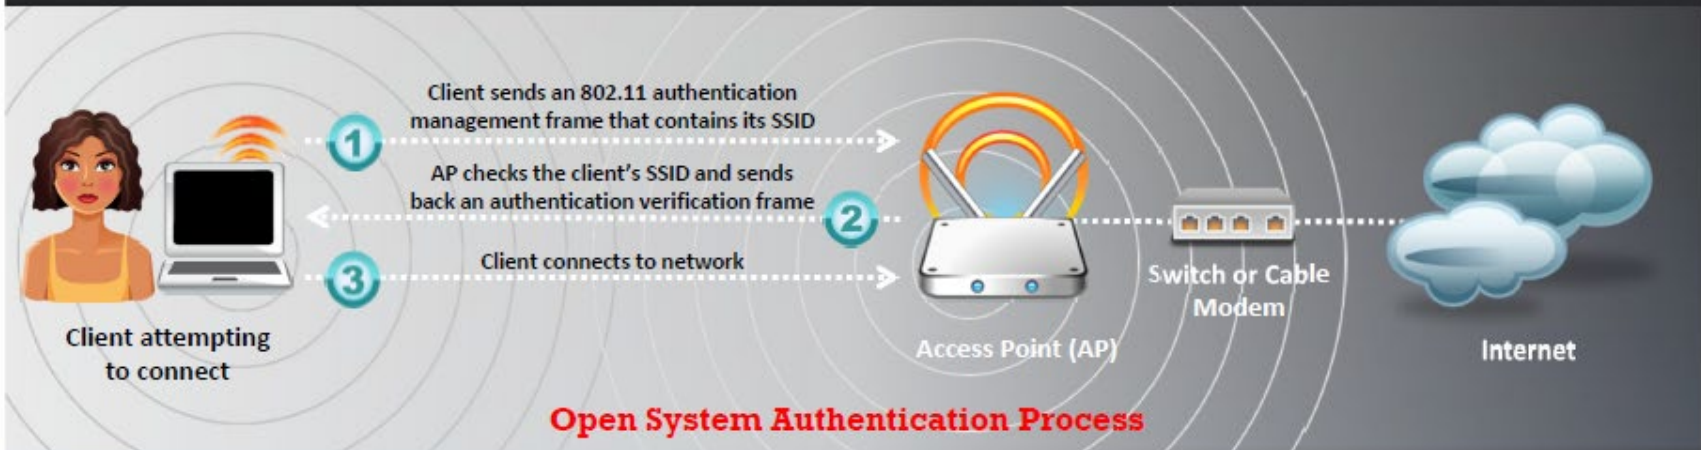 Client sends an 802.11 authentication
management frame that contains its SSID
1
AP checks the client's SSID and sends
back an authentication verification frame
2
Client connects to network
3
Client attempting
to connect
Access Point (AP)
Switch or Cable
Modem
Internet
Open System Authentication Process